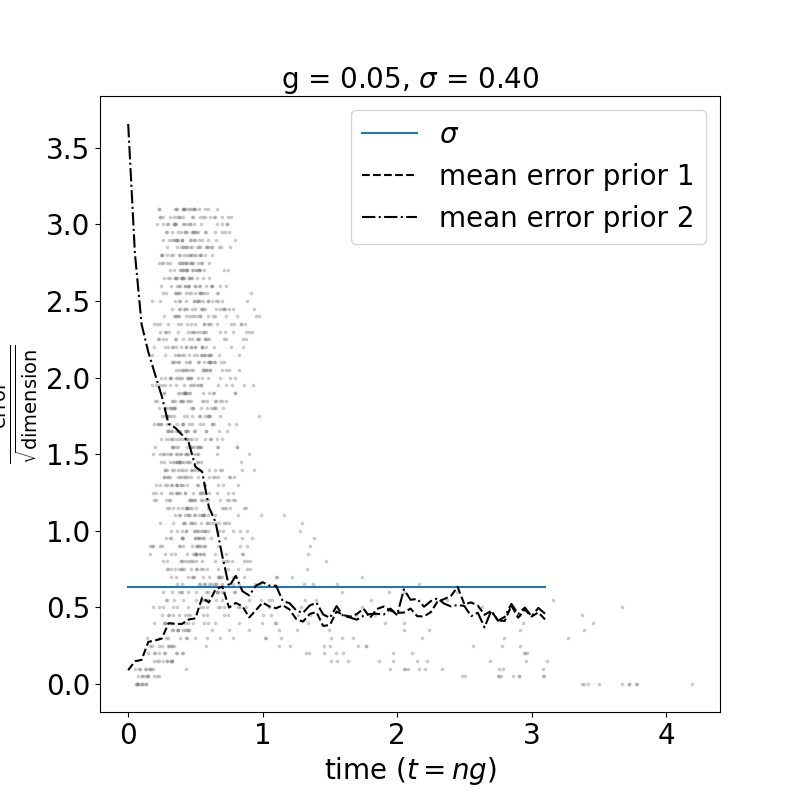 g = 0.05, σ = 0.40
σ
mean error prior 1
mean error prior 2
3.5
3.0
2.5
2.0
1.5
1.0
0.5
0.0
√dimension
0 1 2 3 4
time (t = ng)